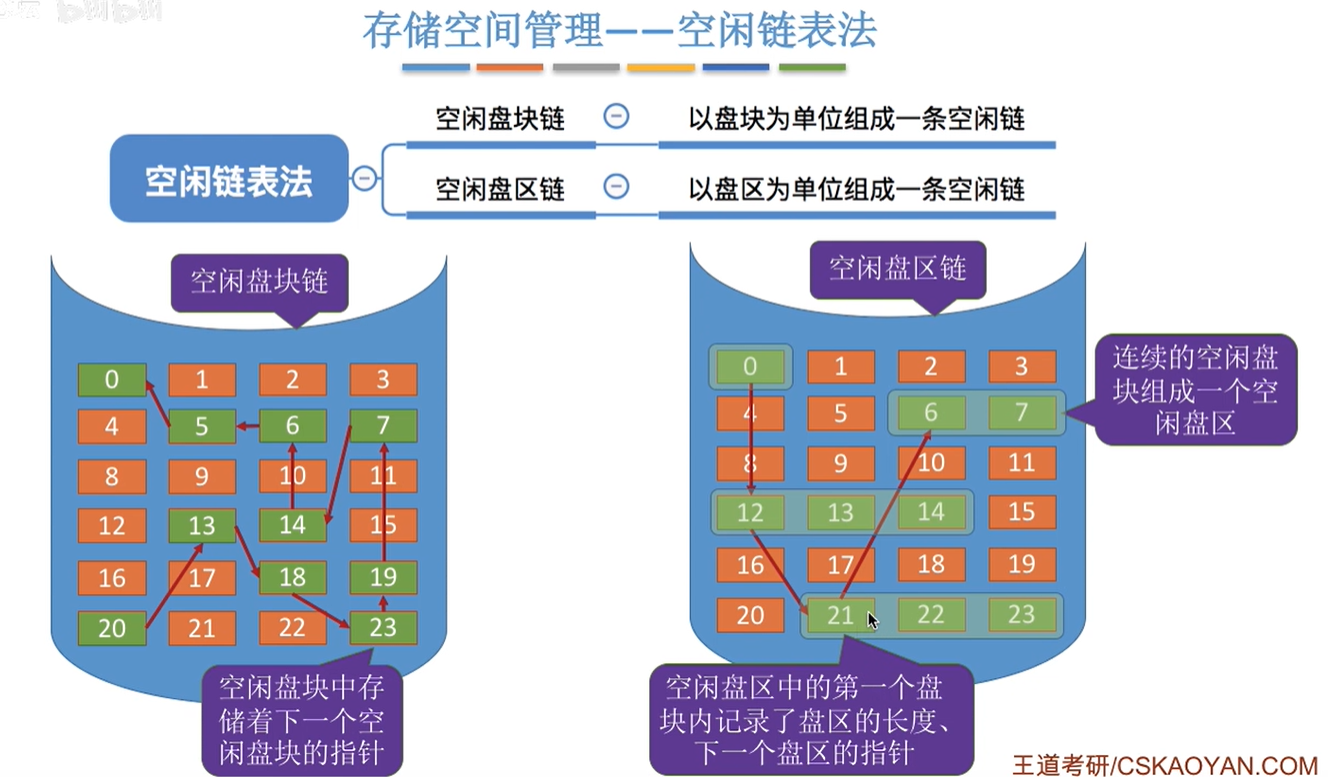 存储空间管理——空闲链表法
空闲链表法
空闲盘块链
以盘块为单位组成一条空闲链
空闲盘区链
以盘区为单位组成一条空闲链
空闲盘块链
0 1 2 3
4 5 6 7
8 9 10 11
12 13 14 15
16 17 18 19
20 21 22 23
空闲盘块中存
储着下一个空
闲盘块的指针
空闲盘区链
0 1 2 3
4 5 6 7
8 9 10 11
12 13 14 15
16 17 18 19
20 21 22 23
连续的空闲盘
块组成一个空
闲盘区
空闲盘区中的第一个盘
块内记录了盘区的长度、
下一个盘区的指针
王道考研/CSKAOYAN.COM